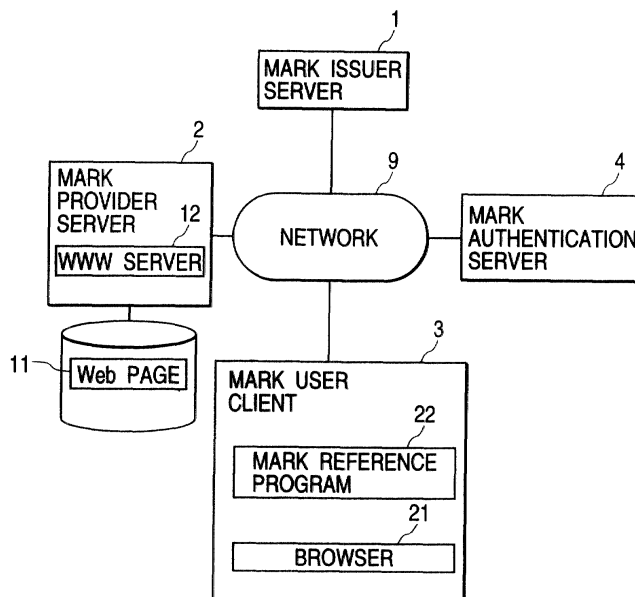 1
MARK ISSUER
SERVER
2
MARK
PROVIDER
SERVER
12
WWW SERVER
9
NETWORK
4
MARK
AUTHENTICATION
SERVER
11
Web PAGE
3
MARK USER
CLIENT
22
MARK REFERENCE
PROGRAM
21
BROWSER